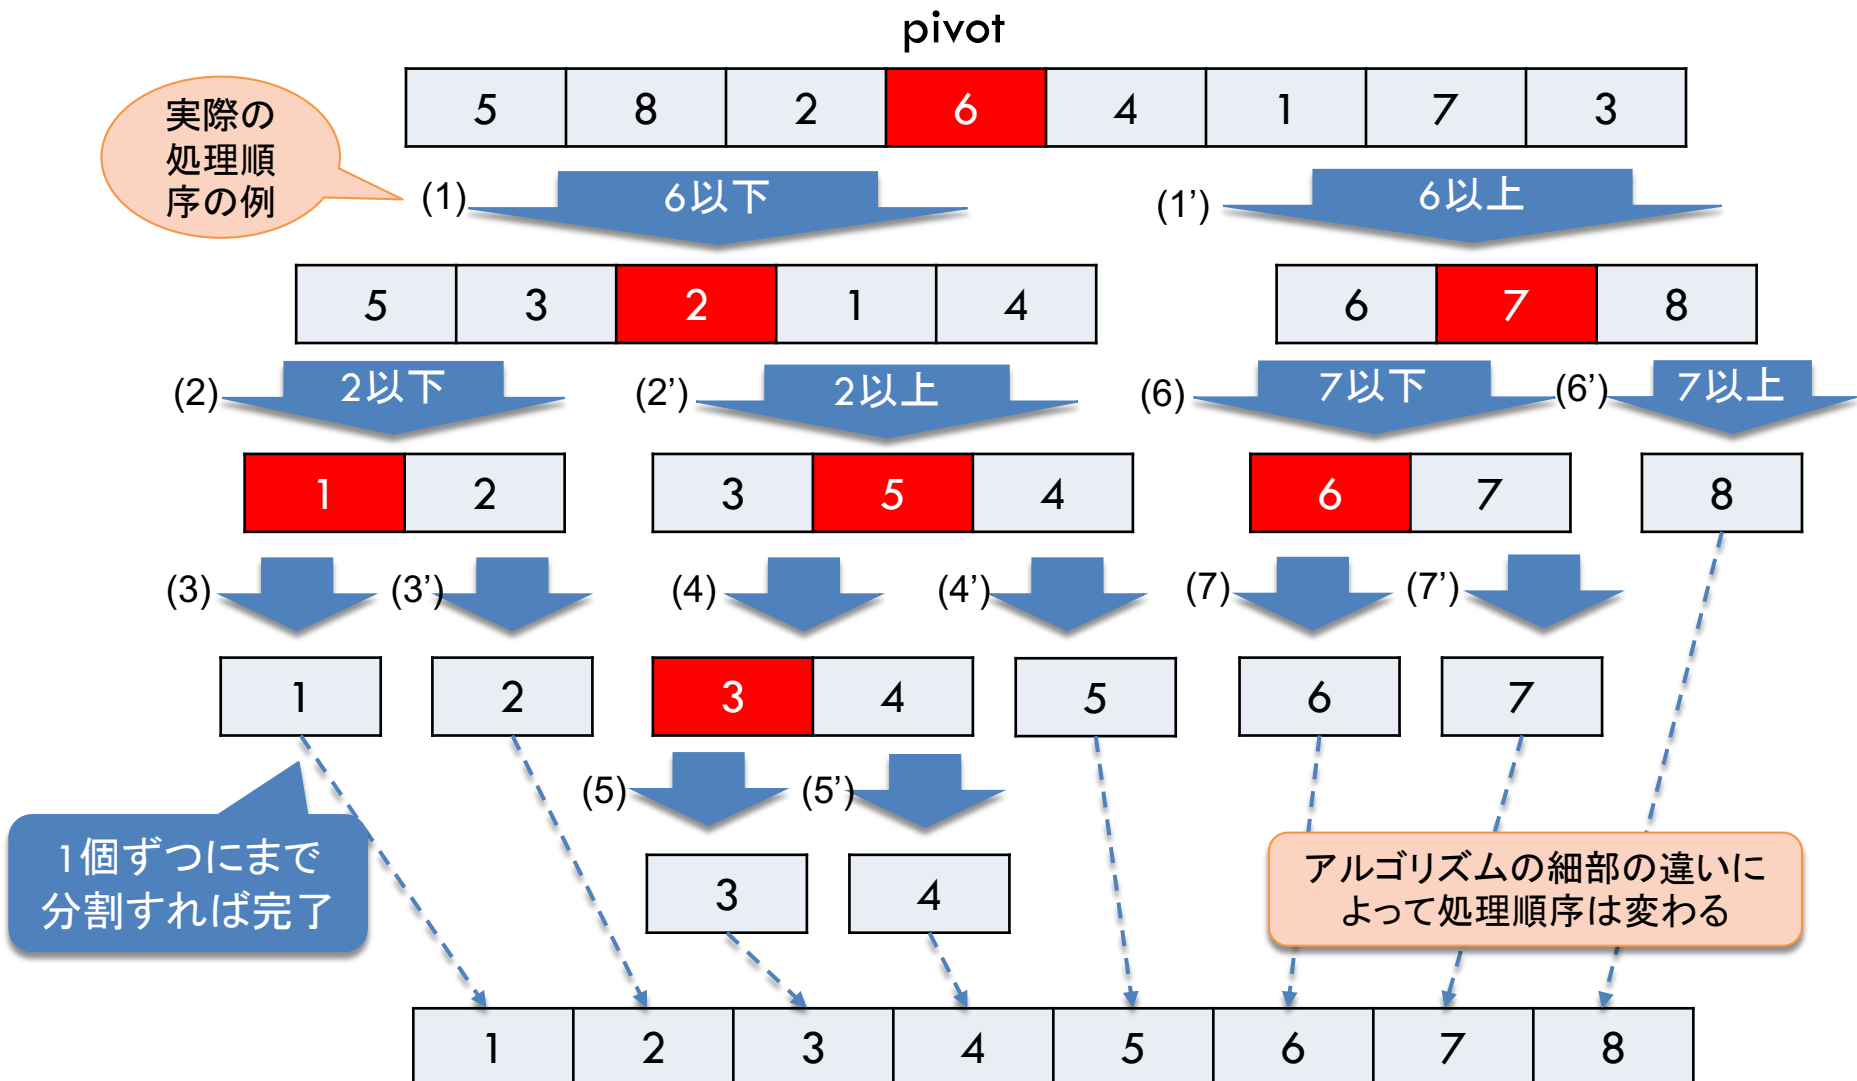 pivot
5 8 2 6 4 1 7 3
実際の
処理順
序の例
(1) 6以下 (1’) 6以上
5 3 2 1 4 6 7 8
(2) 2以下 (2’) 2以上 (6) 7以下 (6’) 7以上
1 2 3 5 4 6 7 8
(3) (3’) (4) (4’) (7) (7’)
1 2 3 4 5 6 7
(5) (5’)
1個ずつにまで
分割すれば完了
3 4
アルゴリズムの細部の違いに
よって処理順序は変わる
1 2 3 4 5 6 7 8